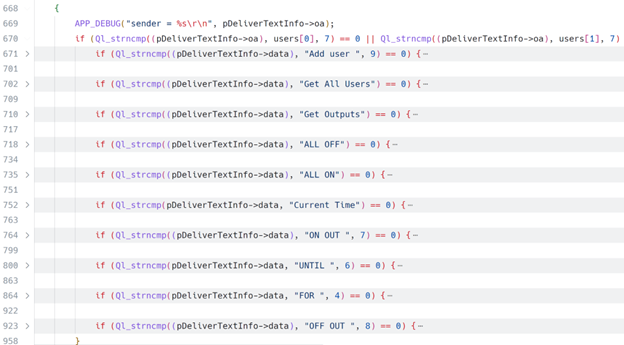 668 {
669 APP_DEBUG("sender = %s\r\n", pDeliverTextInfo->oa);
670 if (Ql_strncmp((pDeliverTextInfo->oa), users[0], 7) == 0 || Ql_strncmp((pDeliverTextInfo->oa), users[1], 7)
671 > if (Ql_strncmp((pDeliverTextInfo->data), "Add user ", 9) == 0) {⋯
701
702 > if (Ql_strcmp((pDeliverTextInfo->data), "Get All Users") == 0) {⋯
709
710 > if (Ql_strcmp((pDeliverTextInfo->data), "Get Outputs") == 0) {⋯
717
718 > if (Ql_strcmp((pDeliverTextInfo->data), "ALL OFF") == 0) {⋯
734
735 > if (Ql_strcmp((pDeliverTextInfo->data), "ALL ON") == 0) {⋯
751
752 > if (Ql_strcmp(pDeliverTextInfo->data, "Current Time") == 0) {⋯
763
764 > if (Ql_strncmp((pDeliverTextInfo->data), "ON OUT ", 7) == 0) {⋯
799
800 > if (Ql_strncmp(pDeliverTextInfo->data, "UNTIL ", 6) == 0) {⋯
863
864 > if (Ql_strncmp(pDeliverTextInfo->data, "FOR ", 4) == 0) {⋯
922
923 > if (Ql_strncmp((pDeliverTextInfo->data), "OFF OUT ", 8) == 0) {⋯
958 }